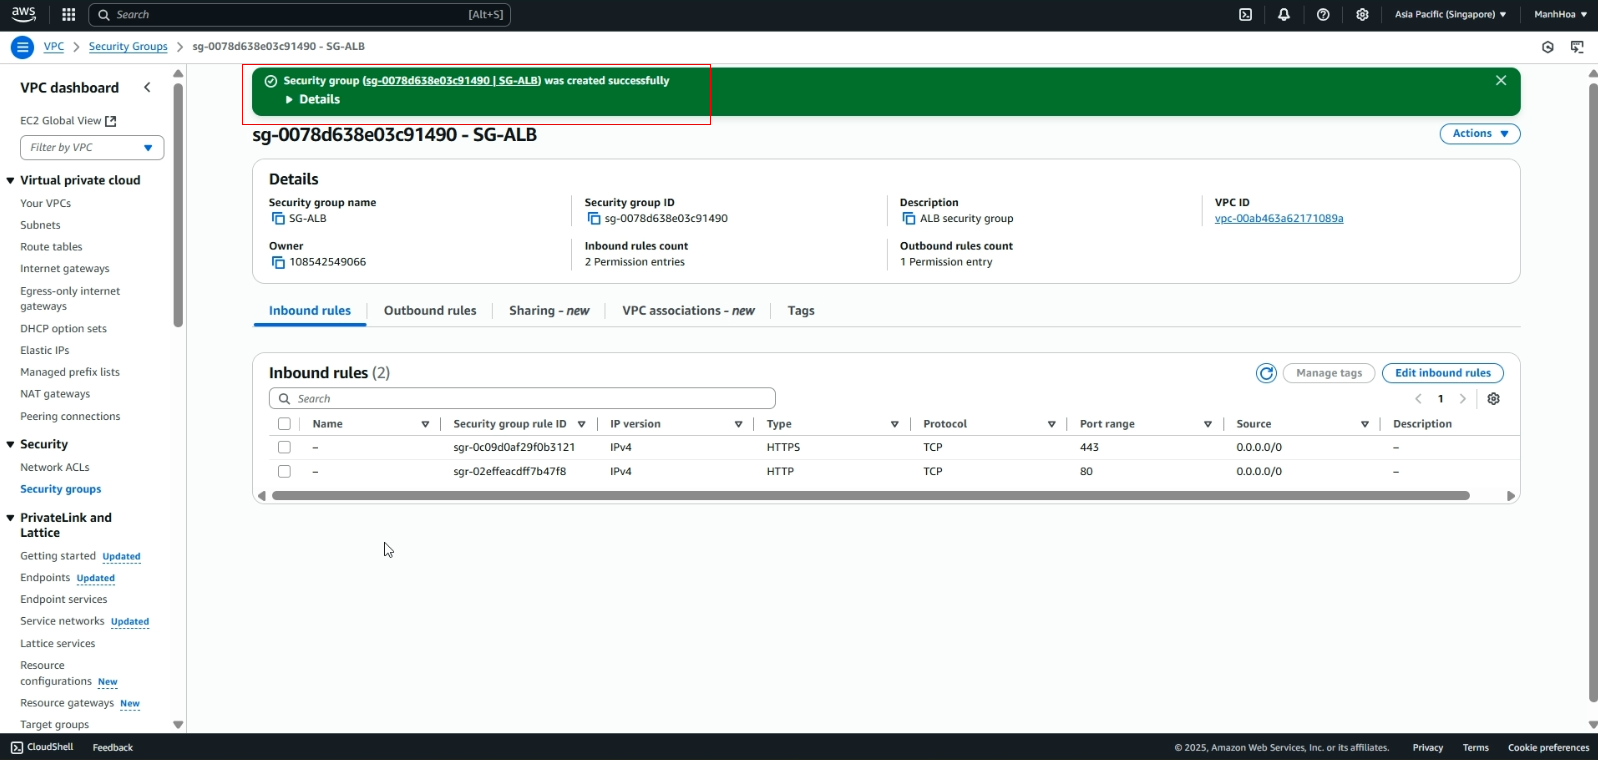 aws
Search [Alt+S]
Asia Pacific (Singapore) ManhHoa
VPC Security Groups sg-0078d638e03c91490 - SG-ALB
VPC dashboard
EC2 Global View
Filter by VPC
Virtual private cloud
Your VPCs
Subnets
Route tables
Internet gateways
Egress-only internet
gateways
DHCP option sets
Elastic IPs
Managed prefix lists
NAT gateways
Peering connections
Security
Network ACLs
Security groups
PrivateLink and
Lattice
Getting started Updated
Endpoints Updated
Endpoint services
Service networks Updated
Lattice services
Resource
configurations New
Resource gateways New
Target groups
Security group (sg-0078d638e03c91490 | SG-ALB) was created successfully
Details
sg-0078d638e03c91490 - SG-ALB
Actions
Details
Security group name
SG-ALB
Security group ID
sg-0078d638e03c91490
Description
ALB security group
VPC ID
vpc-00ab463a62171089a
Owner
108542549066
Inbound rules count
2 Permission entries
Outbound rules count
1 Permission entry
Inbound rules Outbound rules Sharing - new VPC associations - new Tags
Inbound rules (2)
Manage tags Edit inbound rules
Search
1
Name Security group rule ID IP version Type Protocol Port range Source Description
– sgr-0c09d0af29f0b3121 IPv4 HTTPS TCP 443 0.0.0.0/0 –
– sgr-02effeacdff7b47f8 IPv4 HTTP TCP 80 0.0.0.0/0 –
CloudShell Feedback
© 2025, Amazon Web Services, Inc. or its affiliates. Privacy Terms Cookie preferences